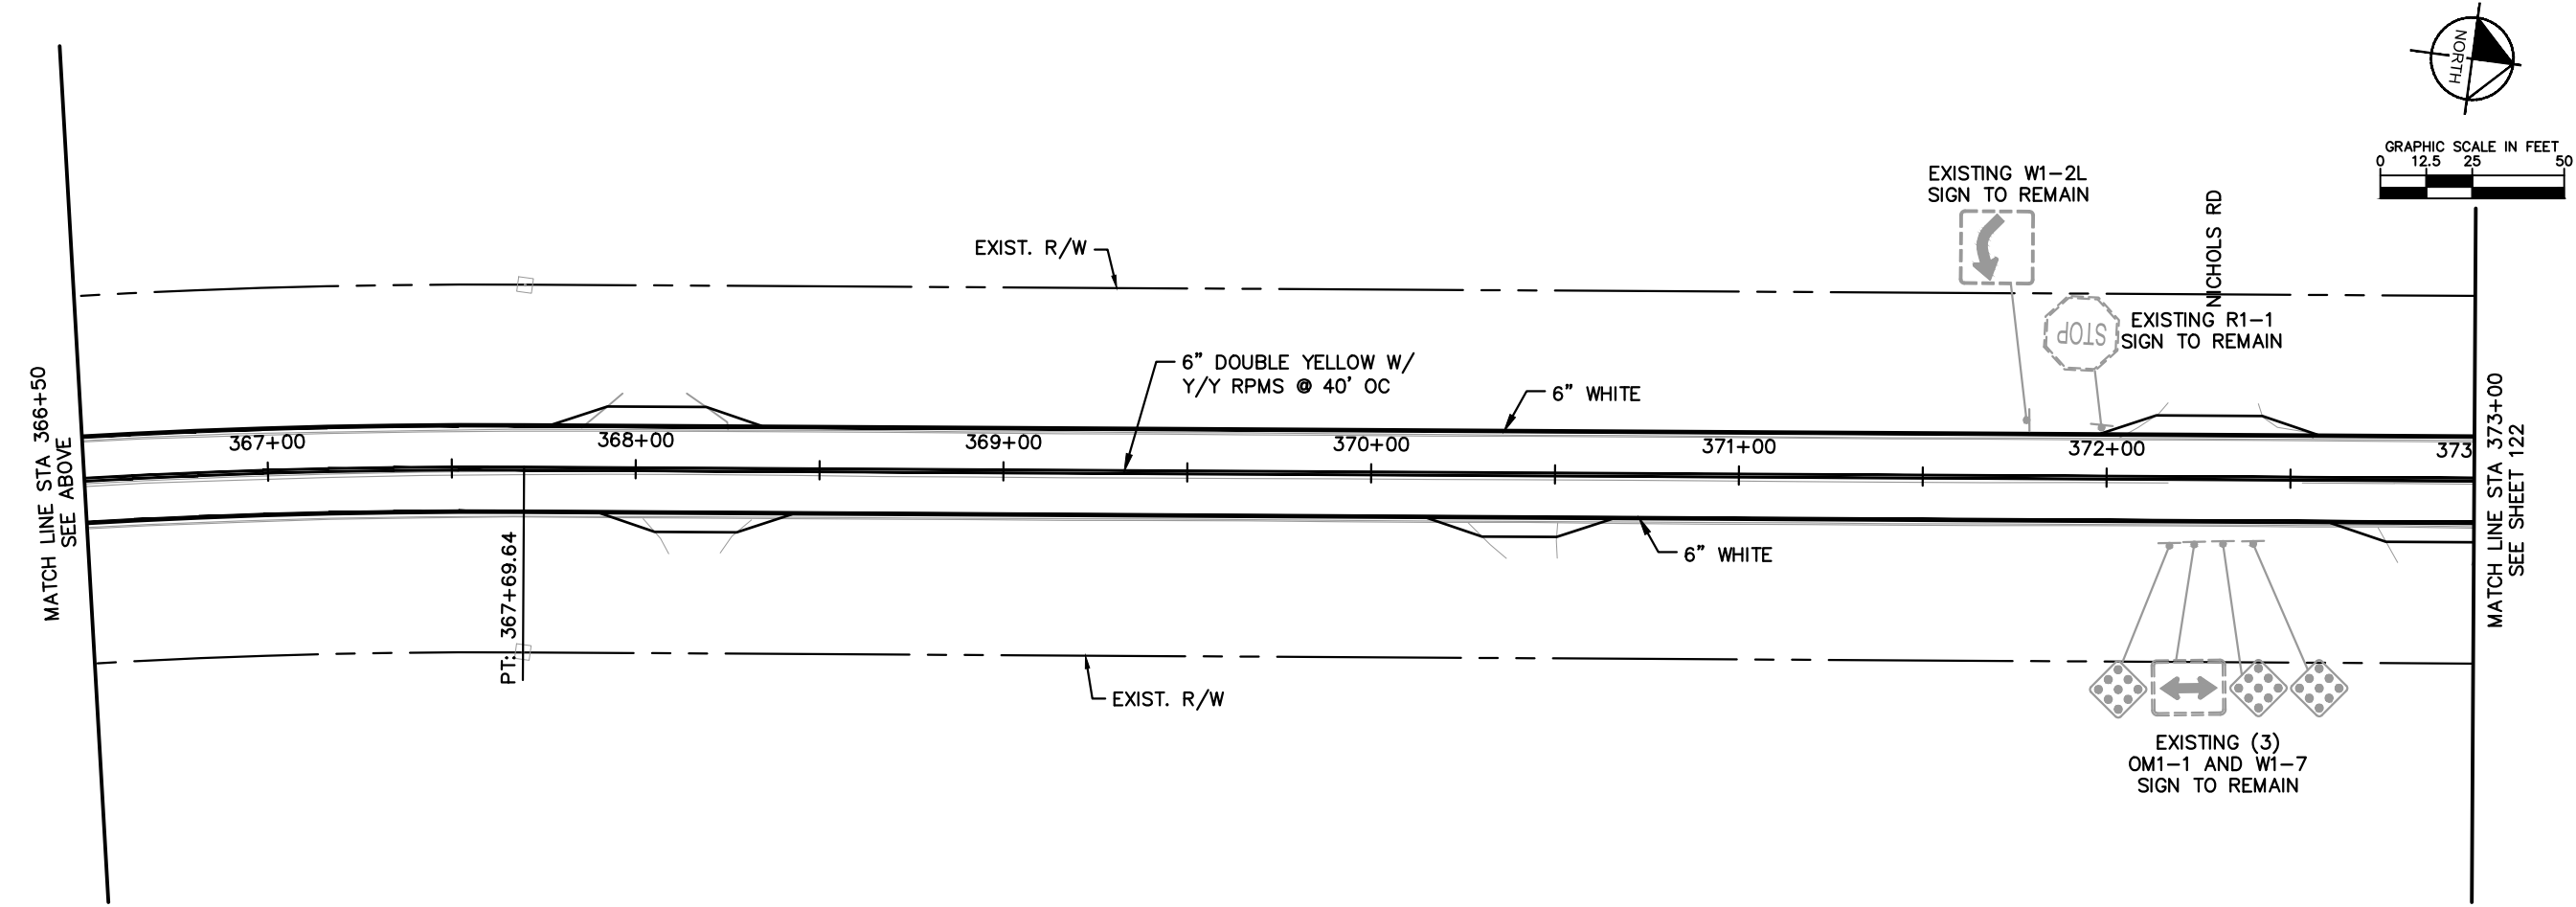 NORTH
GRAPHIC SCALE IN FEET
0 12.5 25 50
EXISTING W1-2L
SIGN TO REMAIN
NICHOLS RD
EXIST. R/W
STOP
EXISTING R1-1
SIGN TO REMAIN
6" DOUBLE YELLOW W/
Y/Y RPMS @ 40' OC
6" WHITE
MATCH LINE STA 366+50
SEE ABOVE
367+00
368+00
369+00
370+00
371+00
372+00
373
MATCH LINE STA 373+00
SEE SHEET 122
PT: 367+69.64
6" WHITE
EXIST. R/W
EXISTING (3)
OM1-1 AND W1-7
SIGN TO REMAIN